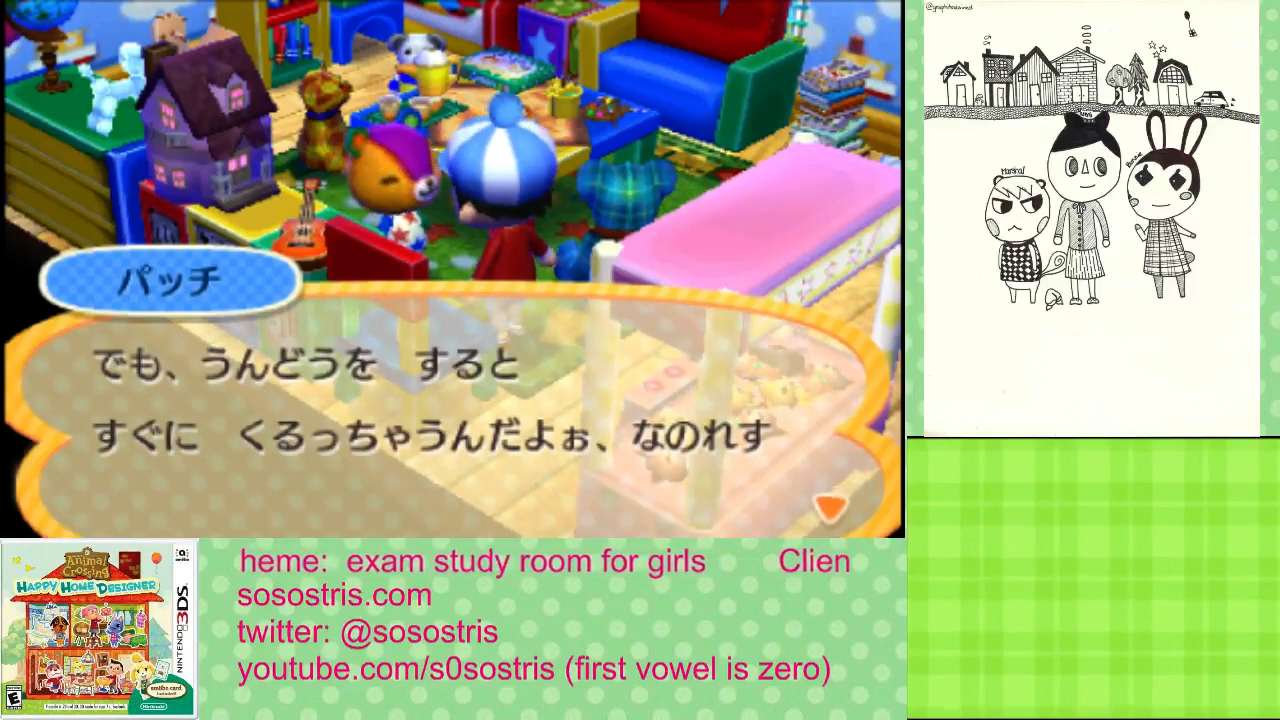 パッチ
でも、うんどうを　すると
すぐに　くるっちゃうんだよぉ、なのれす
heme: exam study room for girls Clien
sosostris.com
twitter: @sosostris
youtube.com/s0sostris (first vowel is zero)
Animal
Crossing
HAPPY HOME DESIGNER
NINTENDO 3DS
amiibo
Nintendo
Marshal